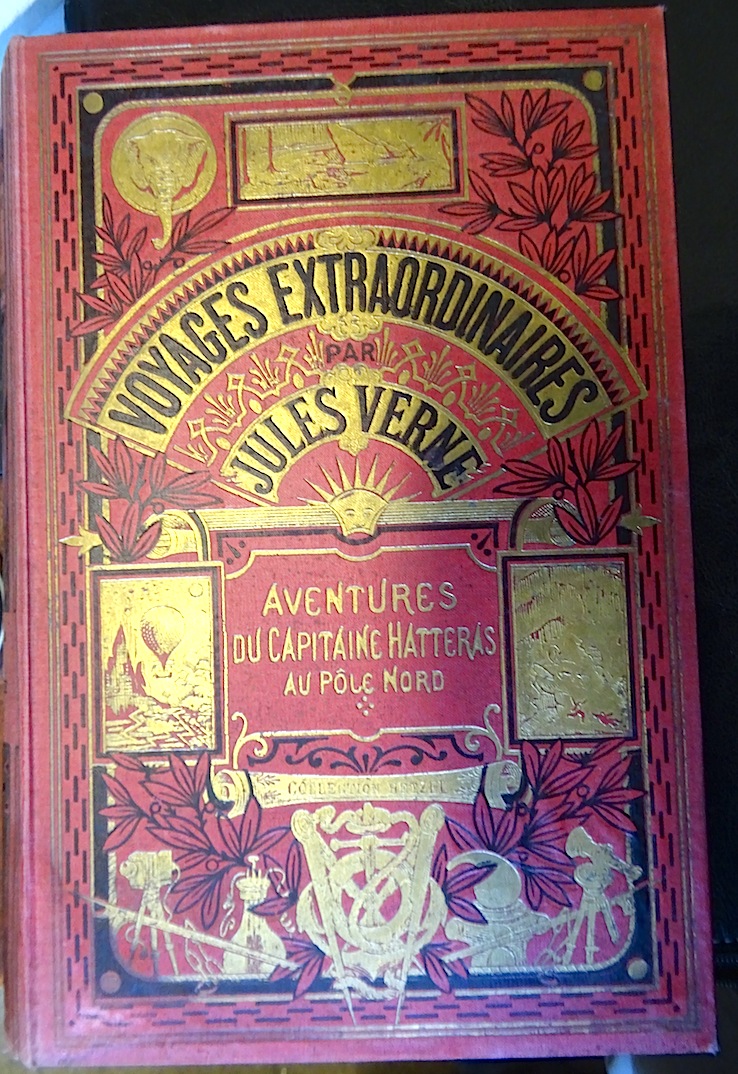 VOYAGES EXTRAORDINAIRES
PAR
JULES VERNE
AVENTURES
DU CAPITAINE HATTERAS
AU PÔLE NORD
COLLECTION HETZEL